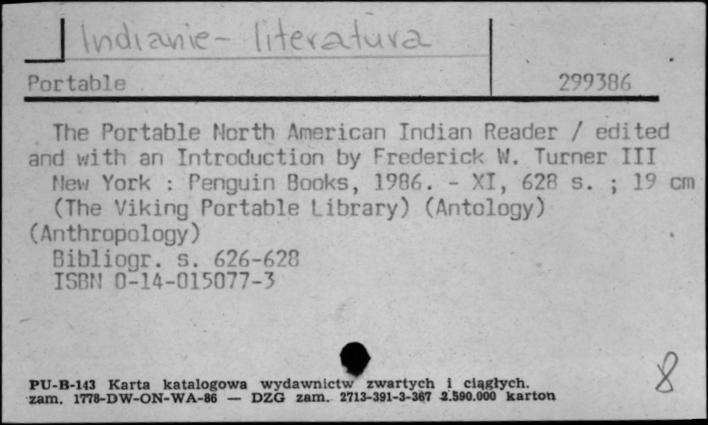 Indianie - literatura
Portable 299386
The Portable North American Indian Reader / edited
and with an Introduction by Frederick W. Turner III
New York : Penguin Books, 1986. - XI, 628 s. ; 19 cm
(The Viking Portable Library) (Antology)
(Anthropology)
Bibliogr. s. 626-628
ISBN 0-14-015077-3
8
PU-B-143 Karta katalogowa wydawnictw zwartych i ciągłych.
zam. 1778-DW-ON-WA-86 — DZG zam. 2713-391-3-367 2.590.000 karton